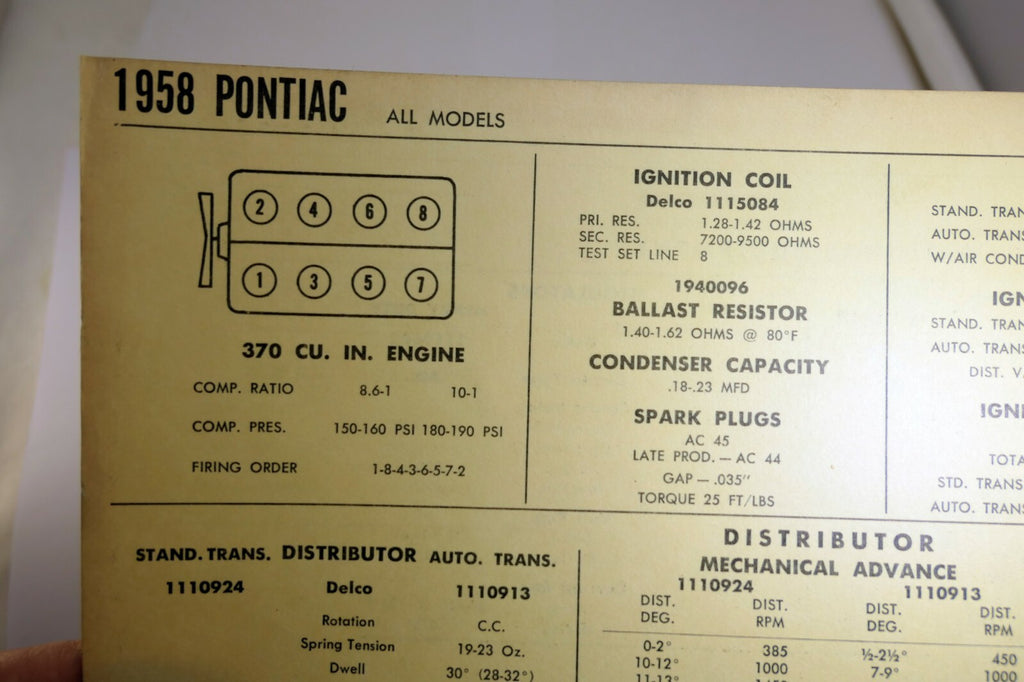 1958 PONTIAC ALL MODELS
2 4 6 8
1 3 5 7
370 CU. IN. ENGINE
COMP. RATIO 8.6-1 10-1
COMP. PRES. 150-160 PSI 180-190 PSI
FIRING ORDER 1-8-4-3-6-5-7-2
IGNITION COIL
Delco 1115084
PRI. RES. 1.28-1.42 OHMS
SEC. RES. 7200-9500 OHMS
TEST SET LINE 8
1940096
BALLAST RESISTOR
1.40-1.62 OHMS @ 80°F
CONDENSER CAPACITY
.18-.23 MFD
SPARK PLUGS
AC 45
LATE PROD. — AC 44
GAP — .035"
TORQUE 25 FT/LBS
STAND. TRAN
AUTO. TRANS
W/AIR COND
IGN
STAND. TRAN
AUTO. TRANS
DIST. V
IGNI
TOTA
STD. TRANS
AUTO. TRANS
STAND. TRANS. DISTRIBUTOR AUTO. TRANS.
1110924 Delco 1110913
Rotation C.C.
Spring Tension 19-23 Oz.
Dwell 30° (28-32°)
DISTRIBUTOR
MECHANICAL ADVANCE
1110924 1110913
DIST. DIST. DIST. DIST.
DEG. RPM DEG. RPM
0-2° 385 ½-2½° 450
10-12° 1000 7-9° 1000
11-13°